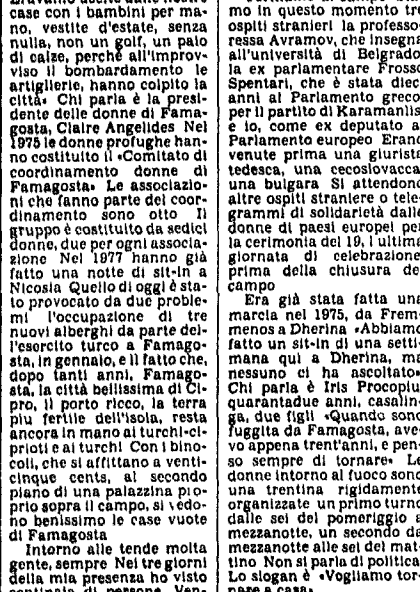 case con i bambini per ma-
no, vestite d'estate, senza
nulla, non un golf, un paio
di calze, perché all'improv-
viso il bombardamento le
artiglierie, hanno colpito la
città» Chi parla è la presi-
dente delle donne di Fama-
gosta, Claire Angelides Nel
1975 le donne profughe han-
no costituito il «Comitato di
coordinamento donne di
Famagosta» Le associazio-
ni che fanno parte del coor-
dinamento sono otto Il
gruppo è costituito da sedici
donne, due per ogni associa-
zione Nel 1977 hanno già
fatto una notte di sit-in a
Nicosia Quello di oggi è sta-
to provocato da due proble-
mi l'occupazione di tre
nuovi alberghi da parte del-
l'esercito turco a Famago-
sta, in gennaio, e il fatto che,
dopo tanti anni, Famago-
sta, la città bellissima di Ci-
pro, il porto ricco, la terra
più fertile dell'isola, resta
ancora in mano ai turchi-ci-
prioti e ai turchi Con i bino-
coli, che si affittano a venti-
cinque cents, al secondo
piano di una palazzina pro-
prio sopra il campo, si vedo-
no benissimo le case vuote
di Famagosta
Intorno alle tende molta
gente, sempre Nei tre giorni
della mia presenza ho visto
mo in questo momento tre
ospiti stranieri la profes­so-
ressa Avramov, che insegna
all'università di Belgrado
la ex parlamentare Frosso
Spentari, che è stata dieci
anni al Parlamento greco
per il partito di Karamanlis
e io, come ex deputato a
Parlamento europeo Erano
venute prima una giurista
tedesca, una cecoslovacca
una bulgara Si attendono
altre ospiti straniere o tele-
grammi di solidarietà dalle
donne di paesi europei per
la cerimonia del 19, l ultima
giornata di celebrazione
prima della chiusura del
campo
Era già stata fatta una
marcia nel 1975, da Frem-
menos a Dherina «Abbiamo
fatto un sit-in di una setti-
mana qui a Dherina, ma
nessuno ci ha ascoltato»
Chi parla è Iris Procopiu
quarantadue anni, casalin-
ga, due figli «Quando sono
fuggita da Famagosta, ave-
vo appena trent'anni, e pen-
so sempre di tornare» Le
donne intorno al fuoco sono
una trentina rigidamente
organizzate un primo turno
dalle sei del pomeriggio a
mezzanotte, un secondo da
mezzanotte alle sei del mat-
tino Non si parla di politica
Lo slogan è «Vogliamo tor-
nare a casa»